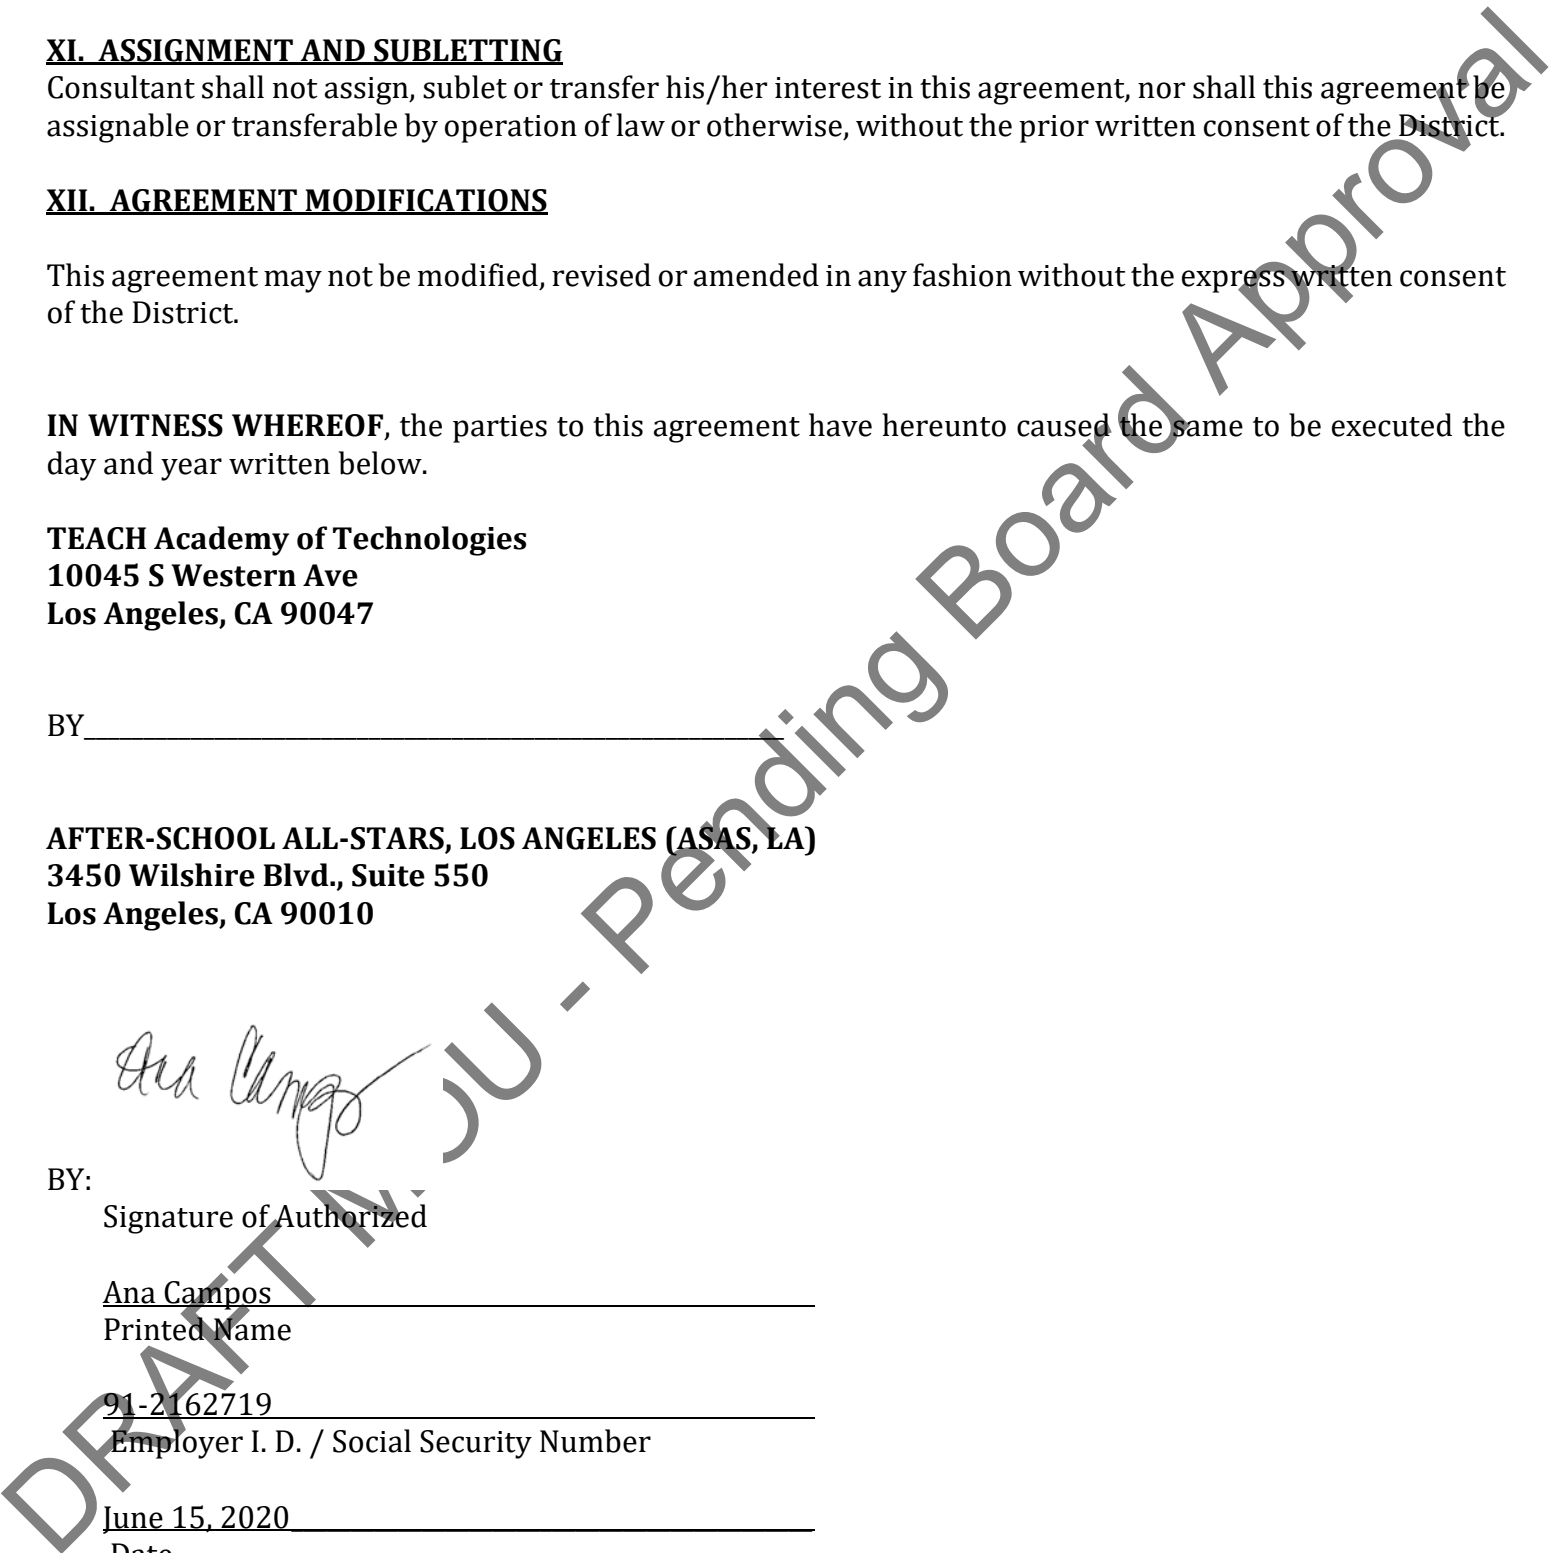 XI. ASSIGNMENT AND SUBLETTING
Consultant shall not assign, sublet or transfer his/her interest in this agreement, nor shall this agreement be
assignable or transferable by operation of law or otherwise, without the prior written consent of the District.
XII. AGREEMENT MODIFICATIONS
This agreement may not be modified, revised or amended in any fashion without the express written consent
of the District.
IN WITNESS WHEREOF, the parties to this agreement have hereunto caused the same to be executed the
day and year written below.
TEACH Academy of Technologies
10045 S Western Ave
Los Angeles, CA 90047
BY
AFTER-SCHOOL ALL-STARS, LOS ANGELES (ASAS, LA)
3450 Wilshire Blvd., Suite 550
Los Angeles, CA 90010
Ana Campos
BY:
Signature of Authorized
Ana Campos
Printed Name
91-2162719
Employer I. D. / Social Security Number
June 15, 2020
Date
DRAFT MOU - Pending Board Approval